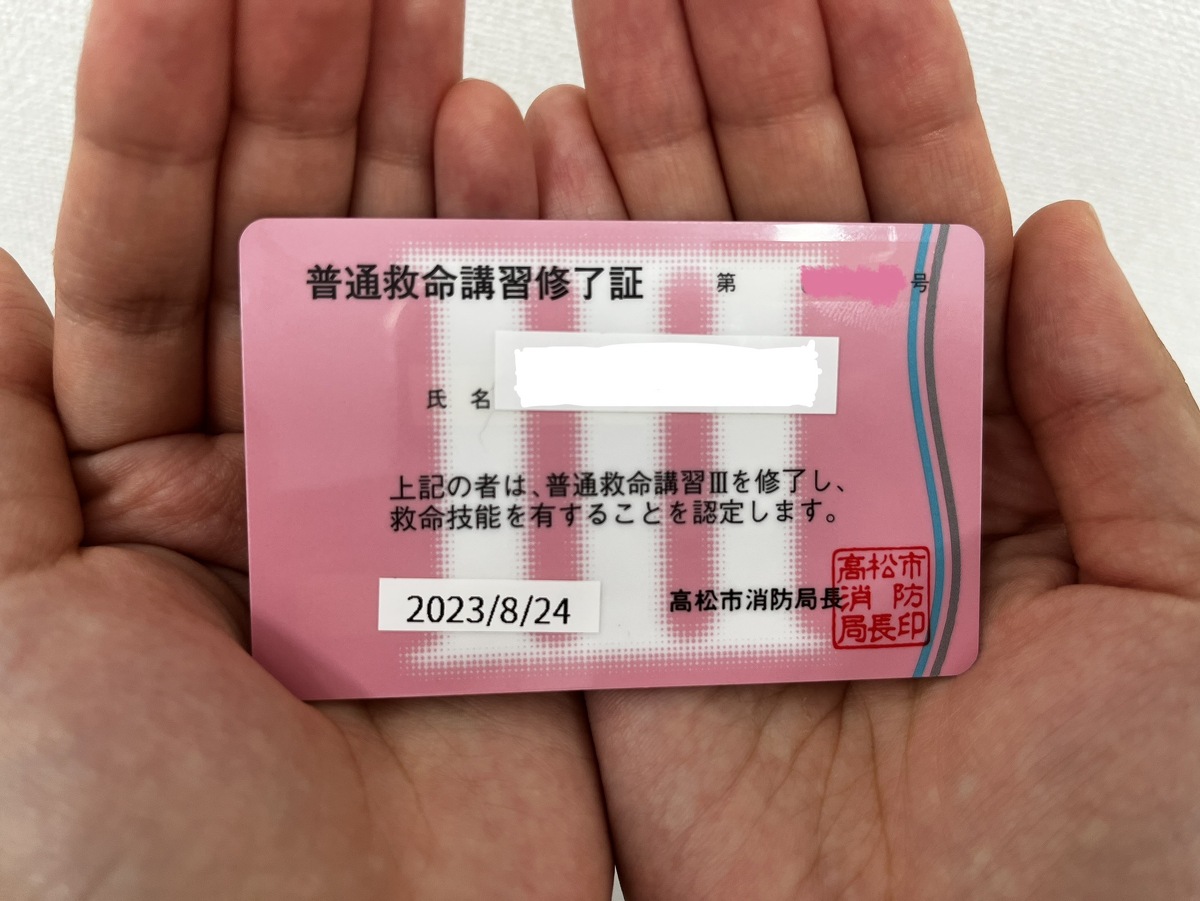 普通救命講習修了証 第 号
氏 名
上記の者は、普通救命講習Ⅲを修了し、
救命技能を有することを認定します。
2023/8/24 高松市消防局長
高松市
消防
局長印